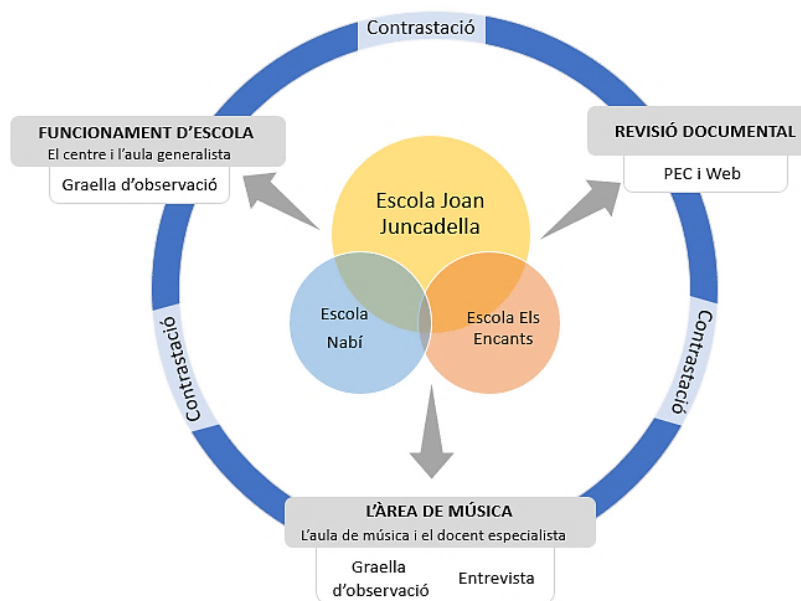 Contrastació
FUNCIONAMENT D'ESCOLA
El centre i l'aula generalista
Graella d'observació
REVISIÓ DOCUMENTAL
PEC i Web
Escola Joan
Juncadella
Escola
Nabí
Escola Els
Encants
Contrastació
Contrastació
L'ÀREA DE MÚSICA
L'aula de música i el docent especialista
Graella
d'observació
Entrevista